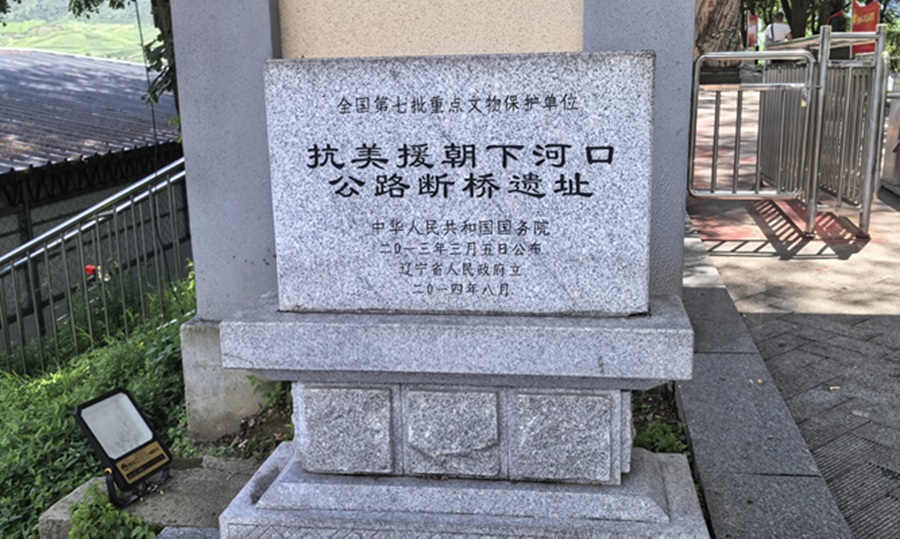 全国第七批重点文物保护单位
抗美援朝下河口
公路断桥遗址
中华人民共和国国务院
二〇一三年三月五日公布
辽宁省人民政府立
二〇一四年八月